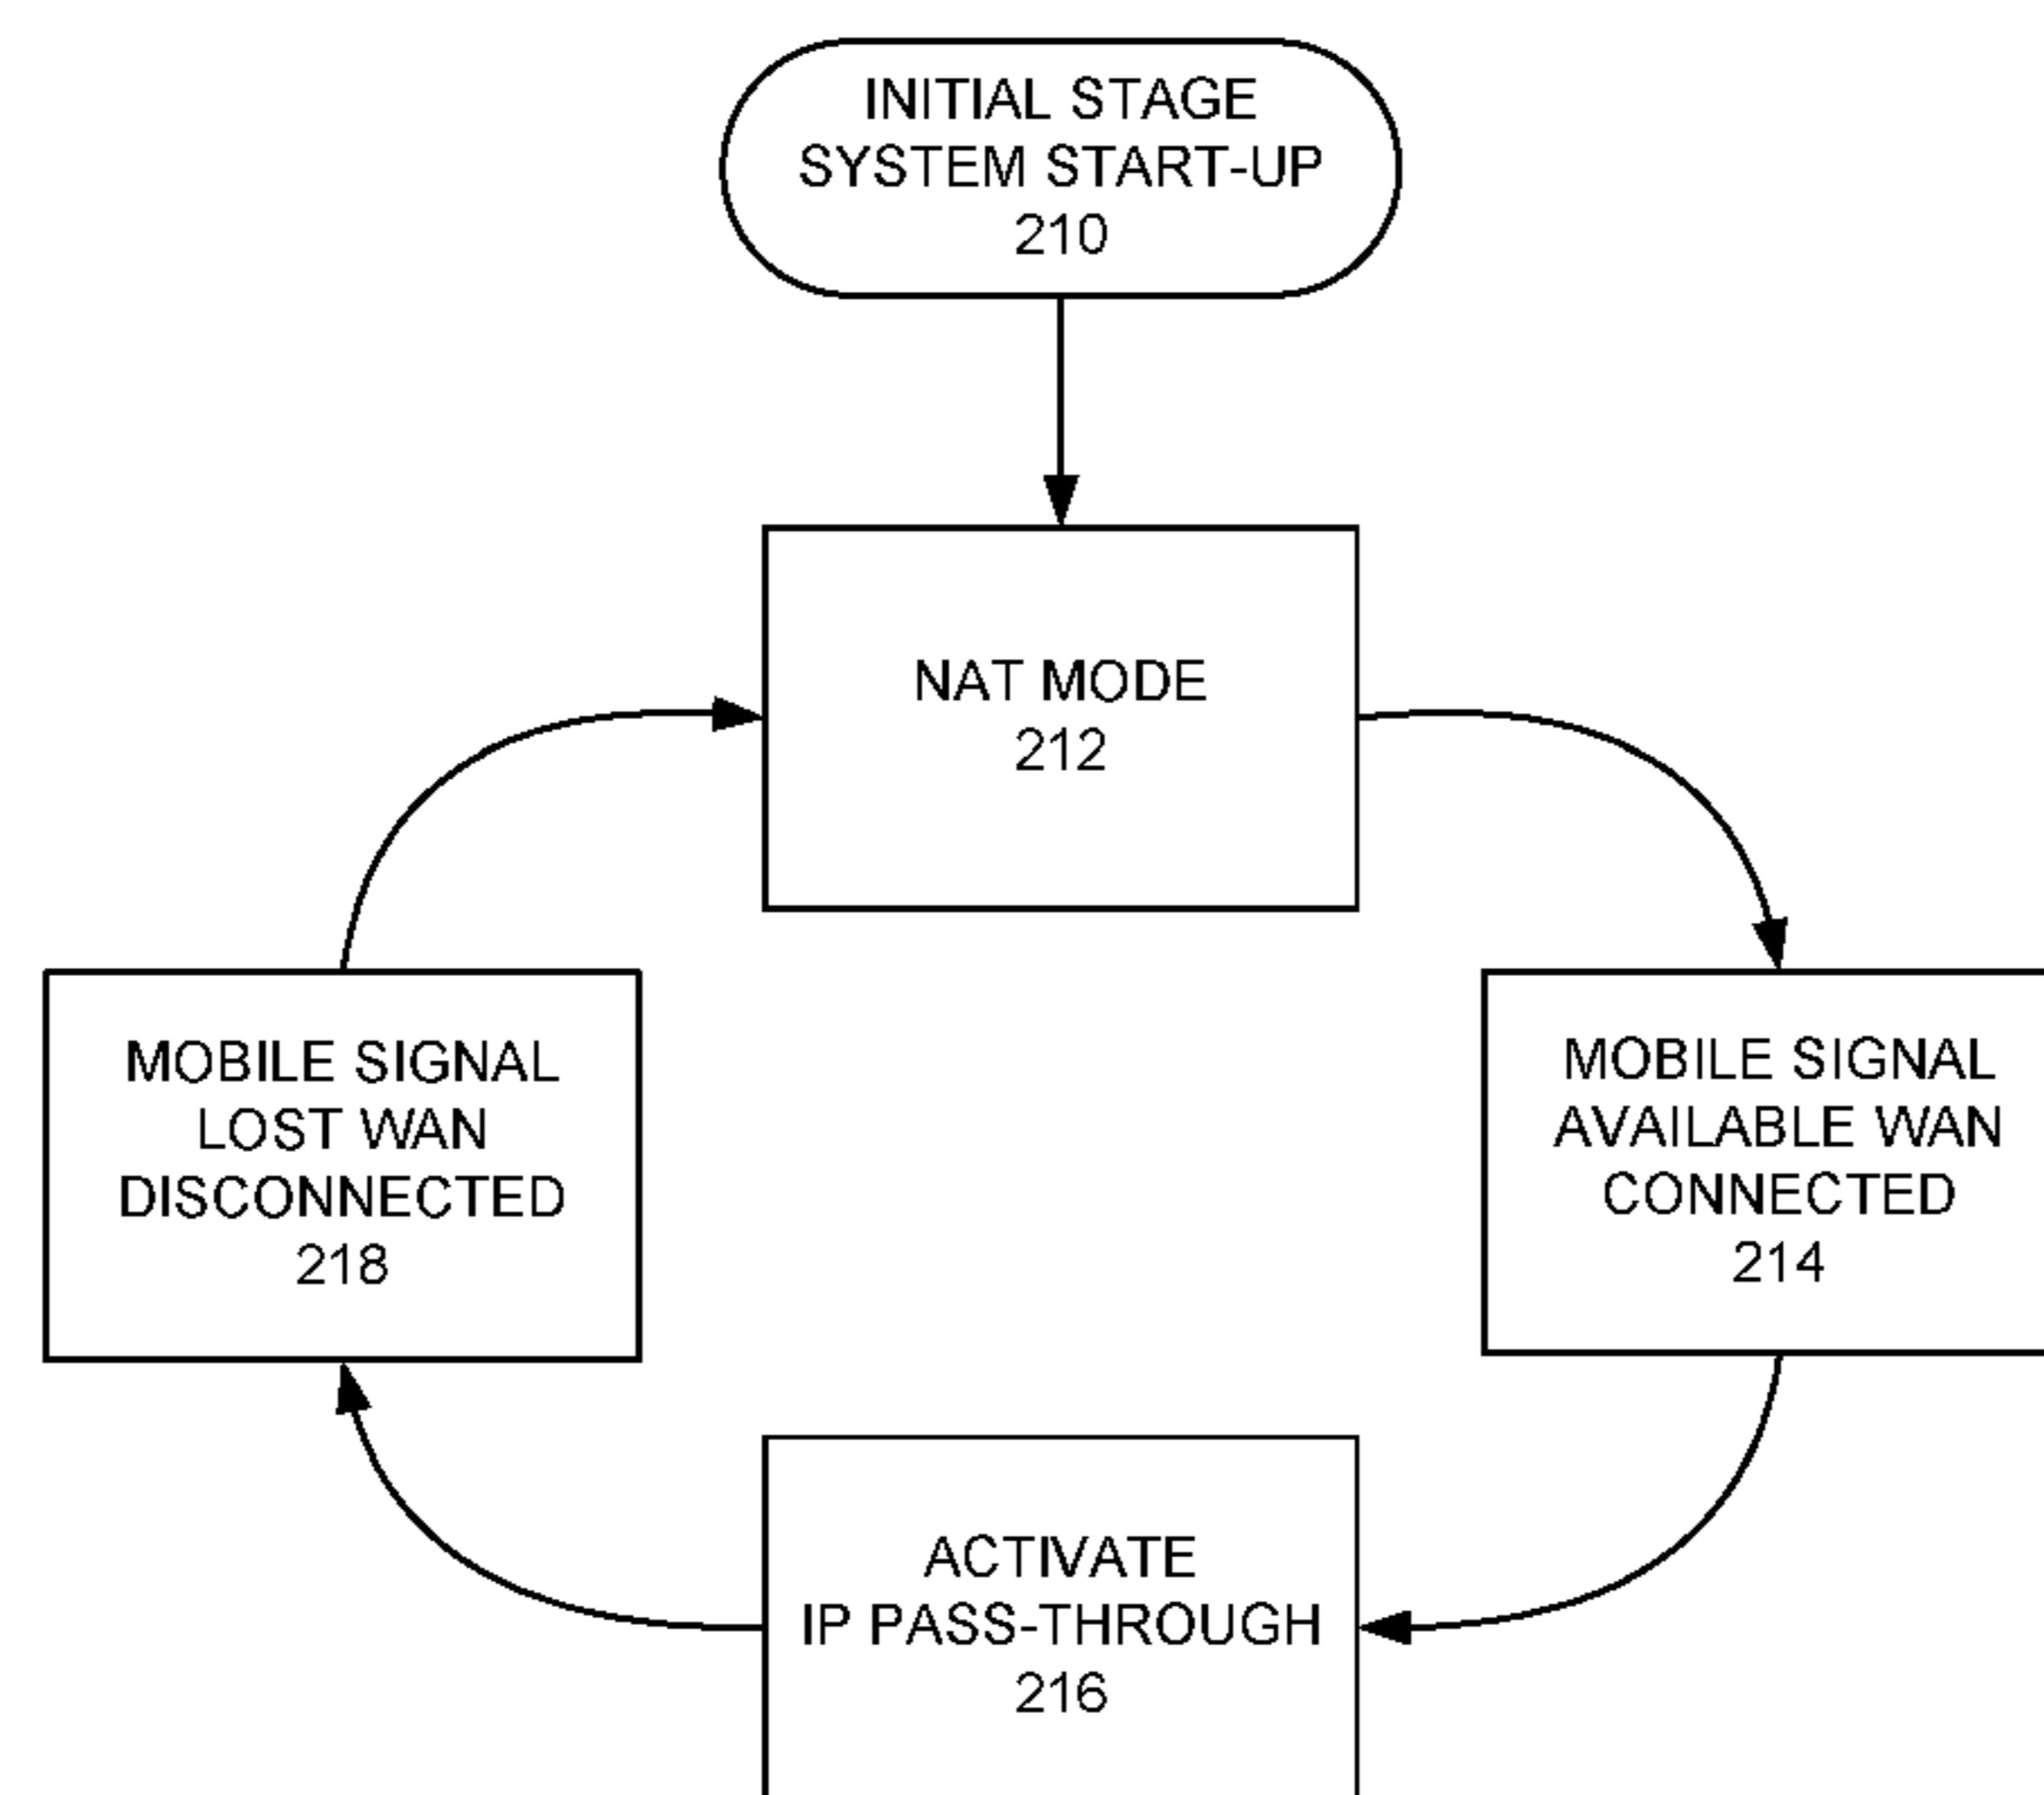 INITIAL STAGE
SYSTEM START-UP
210
NAT MODE
212
MOBILE SIGNAL
LOST WAN
DISCONNECTED
218
MOBILE SIGNAL
AVAILABLE WAN
CONNECTED
214
ACTIVATE
IP PASS-THROUGH
216